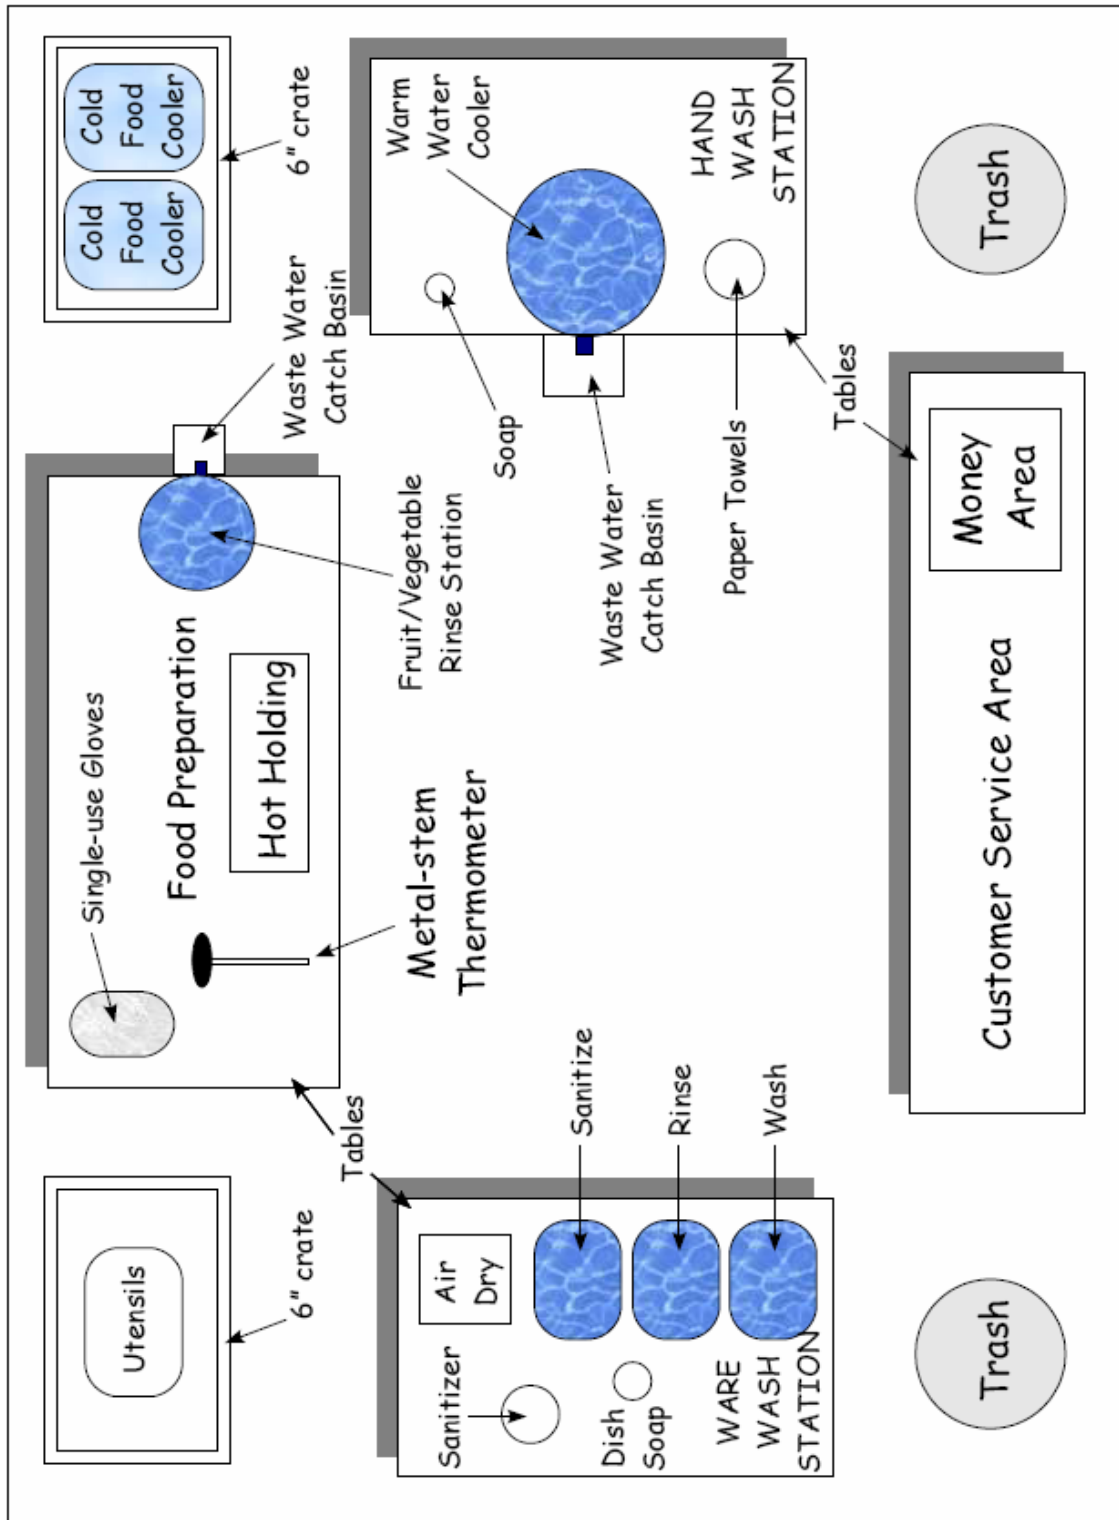 Utensils
6" crate
Single-use Gloves
Food Preparation
Hot Holding
Metal-stem
Thermometer
Fruit/Vegetable
Rinse Station
Waste Water
Catch Basin
Cold
Food
Cooler
Cold
Food
Cooler
6" crate
Tables
Sanitizer
Air
Dry
Dish
Soap
WARE
WASH
STATION
Sanitize
Rinse
Wash
Warm
Water
Cooler
Soap
Waste Water
Catch Basin
Paper Towels
HAND
WASH
STATION
Tables
Trash
Customer Service Area
Money
Area
Trash